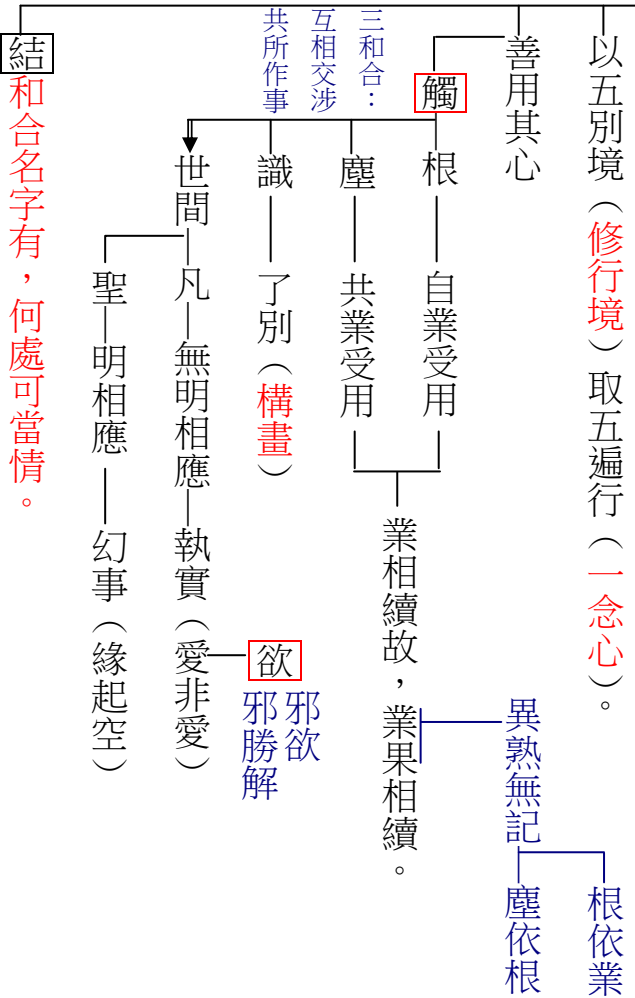 以五別境（修行境）取五遍行（一念心）。
根依業
善用其心
異熟無記
塵依根
觸
三和合：
互相交涉
共所作事
根
自業受用
業相續故，業果相續。
塵
共業受用
識
了別（構畫）
欲
邪欲
邪勝解
世間
凡
無明相應
執實（愛非愛）
聖
明相應
幻事（緣起空）
結
和合名字有，何處可當情。